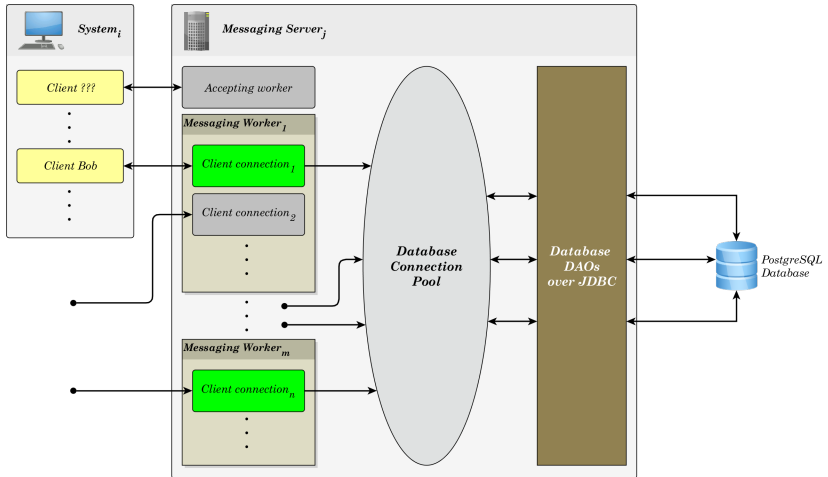 System_i
Messaging Server_j
Client ???
Accepting worker
Messaging Worker_1
Client Bob
Client connection_1
Client connection_2
Database
Connection
Pool
Database
DAOs
over JDBC
PostgreSQL
Database
Messaging Worker_m
Client connection_n